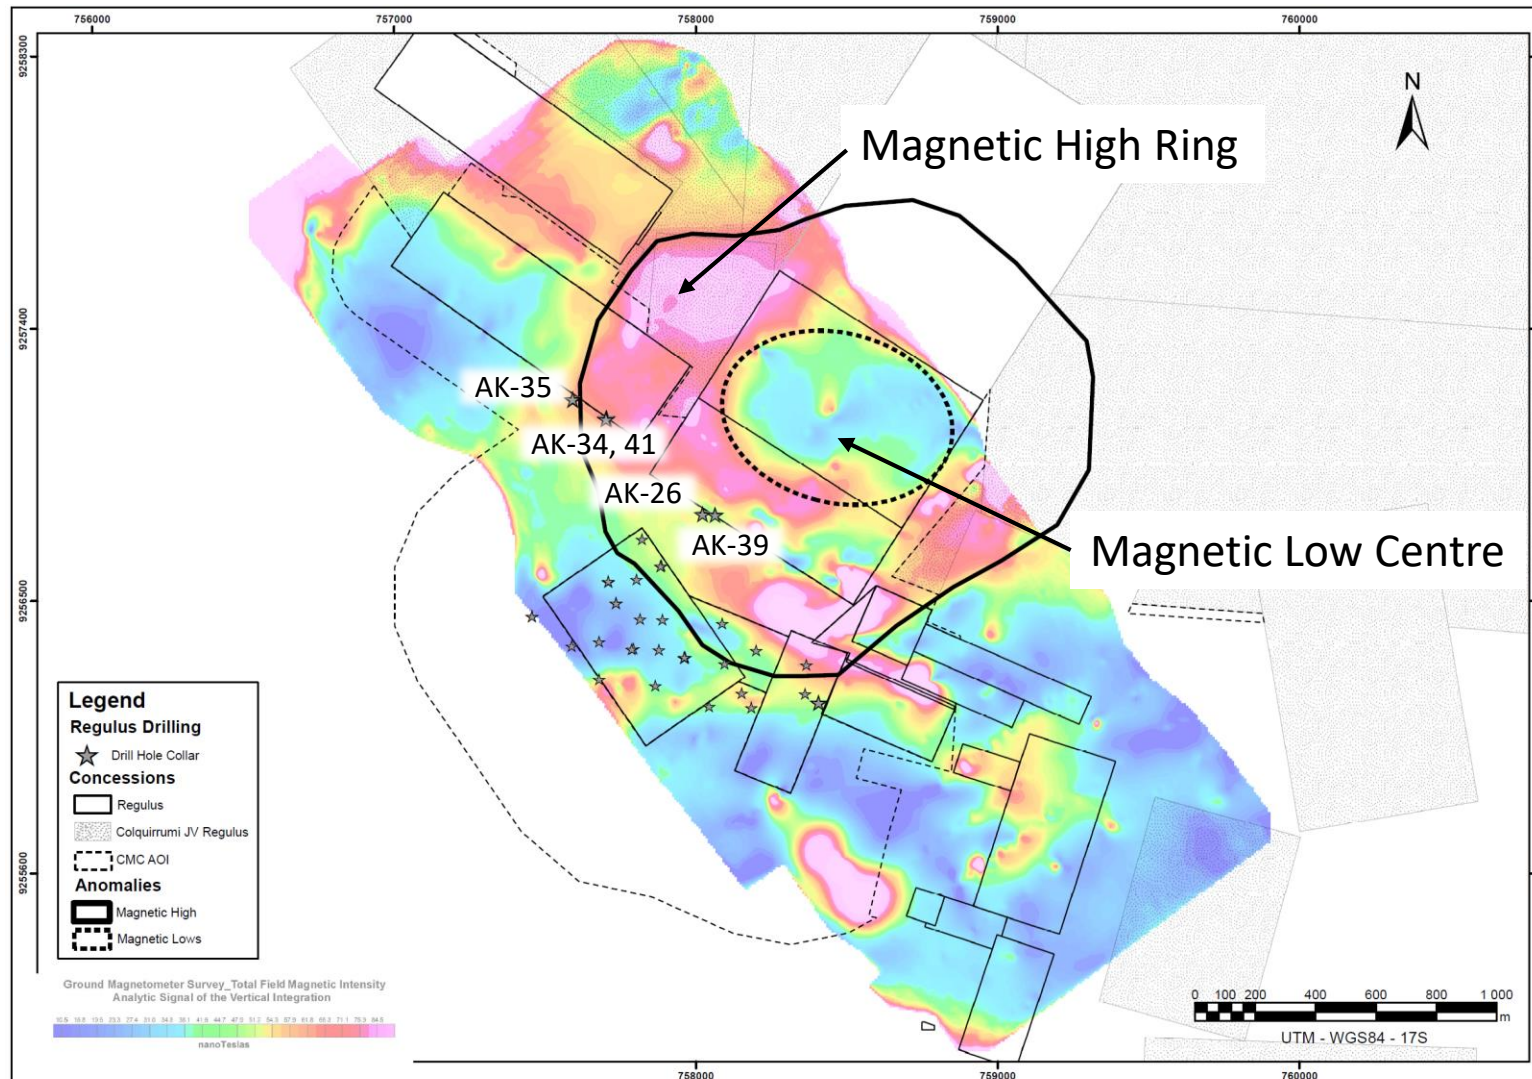 756000
757000
758000
759000
760000
9258300
9257400
9256500
9255600
N
Magnetic High Ring
AK-35
AK-34, 41
AK-26
AK-39
Magnetic Low Centre
Legend
Regulus Drilling
Drill Hole Collar
Concessions
Regulus
Colquirrumi JV Regulus
CMC AOI
Anomalies
Magnetic High
Magnetic Lows
Ground Magnetometer Survey_Total Field Magnetic Intensity
Analytic Signal of the Vertical Integration
nanoTeslas
0 100 200 400 600 800 1 000
m
UTM - WGS84 - 17S
758000
759000
760000